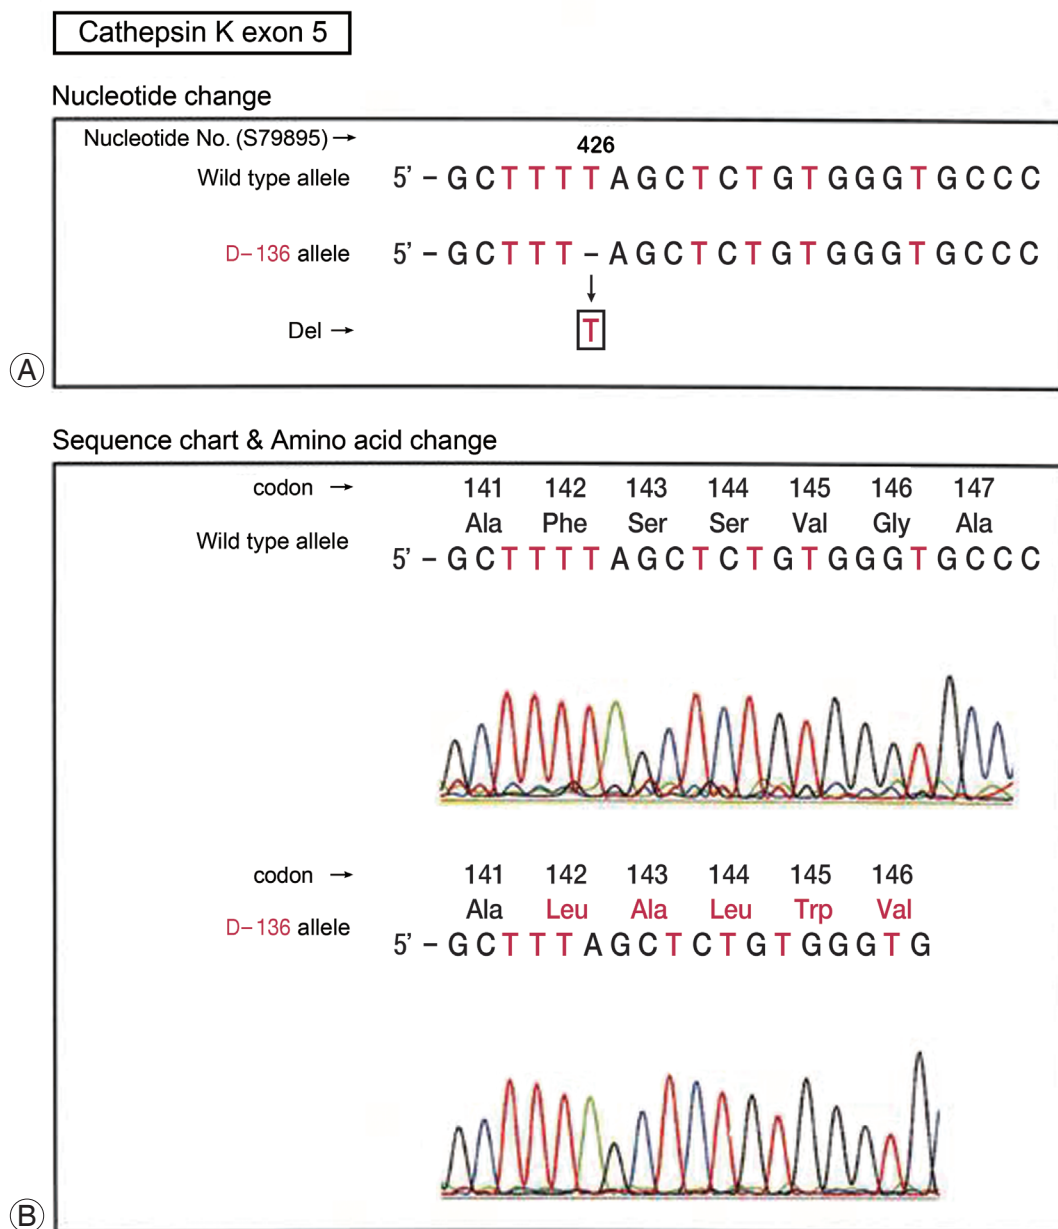 Cathepsin K exon 5
Nucleotide change
Nucleotide No. (S79895) →
426
Wild type allele 5' – G C T T T T A G C T C T G T G G G T G C C C
D–136 allele 5' – G C T T T – A G C T C T G T G G G T G C C C
↓
Del → T
A
Sequence chart & Amino acid change
codon → 141 142 143 144 145 146 147
Ala Phe Ser Ser Val Gly Ala
Wild type allele
5' – G C T T T T A G C T C T G T G G G T G C C C
codon → 141 142 143 144 145 146
Ala Leu Ala Leu Trp Val
D–136 allele
5' – G C T T T A G C T C T G T G G G T G
B